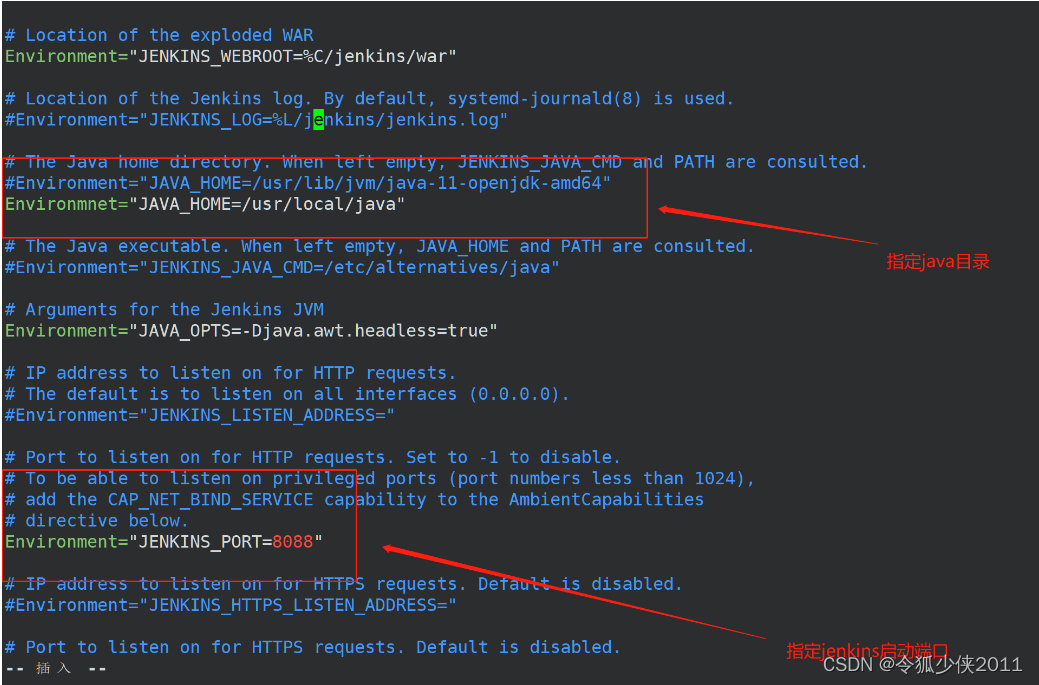 # Location of the exploded WAR
Environment="JENKINS_WEBROOT=%C/jenkins/war"
# Location of the Jenkins log. By default, systemd-journald(8) is used.
#Environment="JENKINS_LOG=%L/jenkins/jenkins.log"
# The Java home directory. When left empty, JENKINS_JAVA_CMD and PATH are consulted.
#Environment="JAVA_HOME=/usr/lib/jvm/java-11-openjdk-amd64"
Environmnet="JAVA_HOME=/usr/local/java"
# The Java executable. When left empty, JAVA_HOME and PATH are consulted.
指定java目录
#Environment="JENKINS_JAVA_CMD=/etc/alternatives/java"
# Arguments for the Jenkins JVM
Environment="JAVA_OPTS=-Djava.awt.headless=true"
# IP address to listen on for HTTP requests.
# The default is to listen on all interfaces (0.0.0.0).
#Environment="JENKINS_LISTEN_ADDRESS="
# Port to listen on for HTTP requests. Set to -1 to disable.
# To be able to listen on privileged ports (port numbers less than 1024),
# add the CAP_NET_BIND_SERVICE capability to the AmbientCapabilities
# directive below.
Environment="JENKINS_PORT=8088"
# IP address to listen on for HTTPS requests. Default is disabled.
#Environment="JENKINS_HTTPS_LISTEN_ADDRESS="
# Port to listen on for HTTPS requests. Default is disabled.
指定jenkins启动端口
-- 插入 --
CSDN @令狐少侠2011